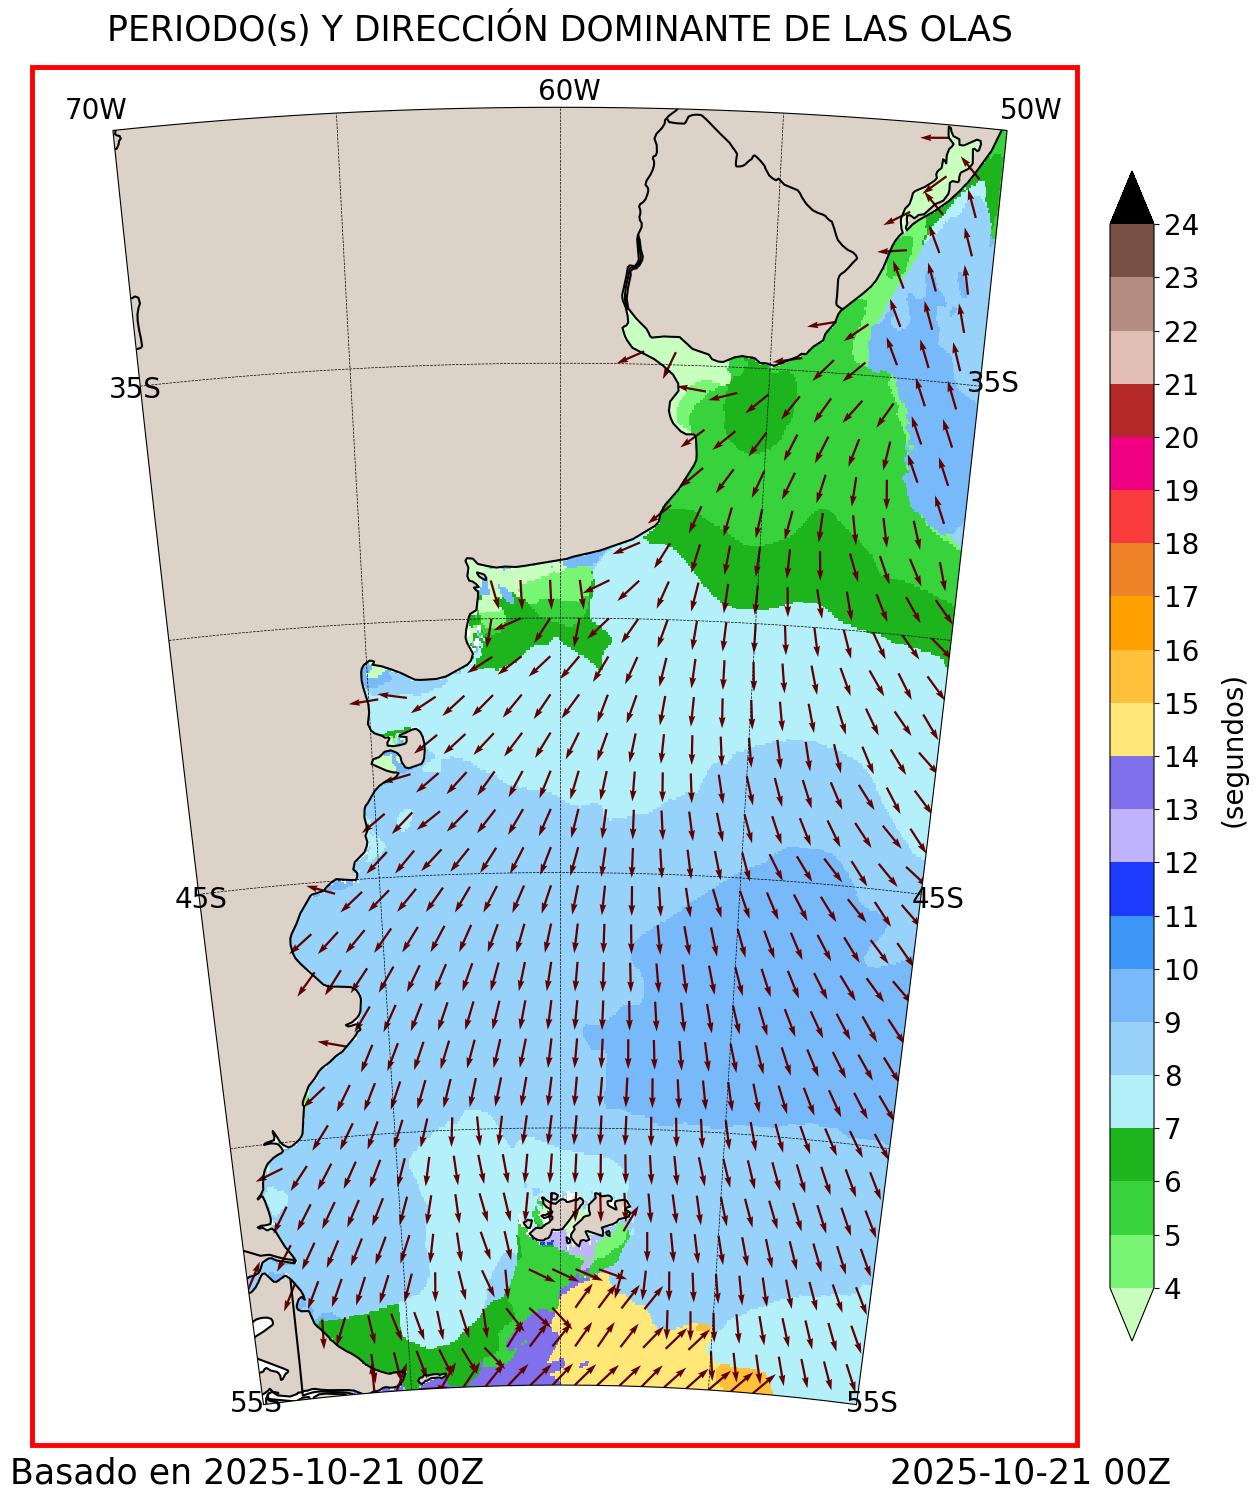 PERIODO(s) Y DIRECCIÓN DOMINANTE DE LAS OLAS
70W
60W
50W
35S
35S
45S
45S
55S
55S
24
23
22
21
20
19
18
17
16
15
14
13
12
11
10
9
8
7
6
5
4
(segundos)
Basado en 2025-10-21 00Z
2025-10-21 00Z